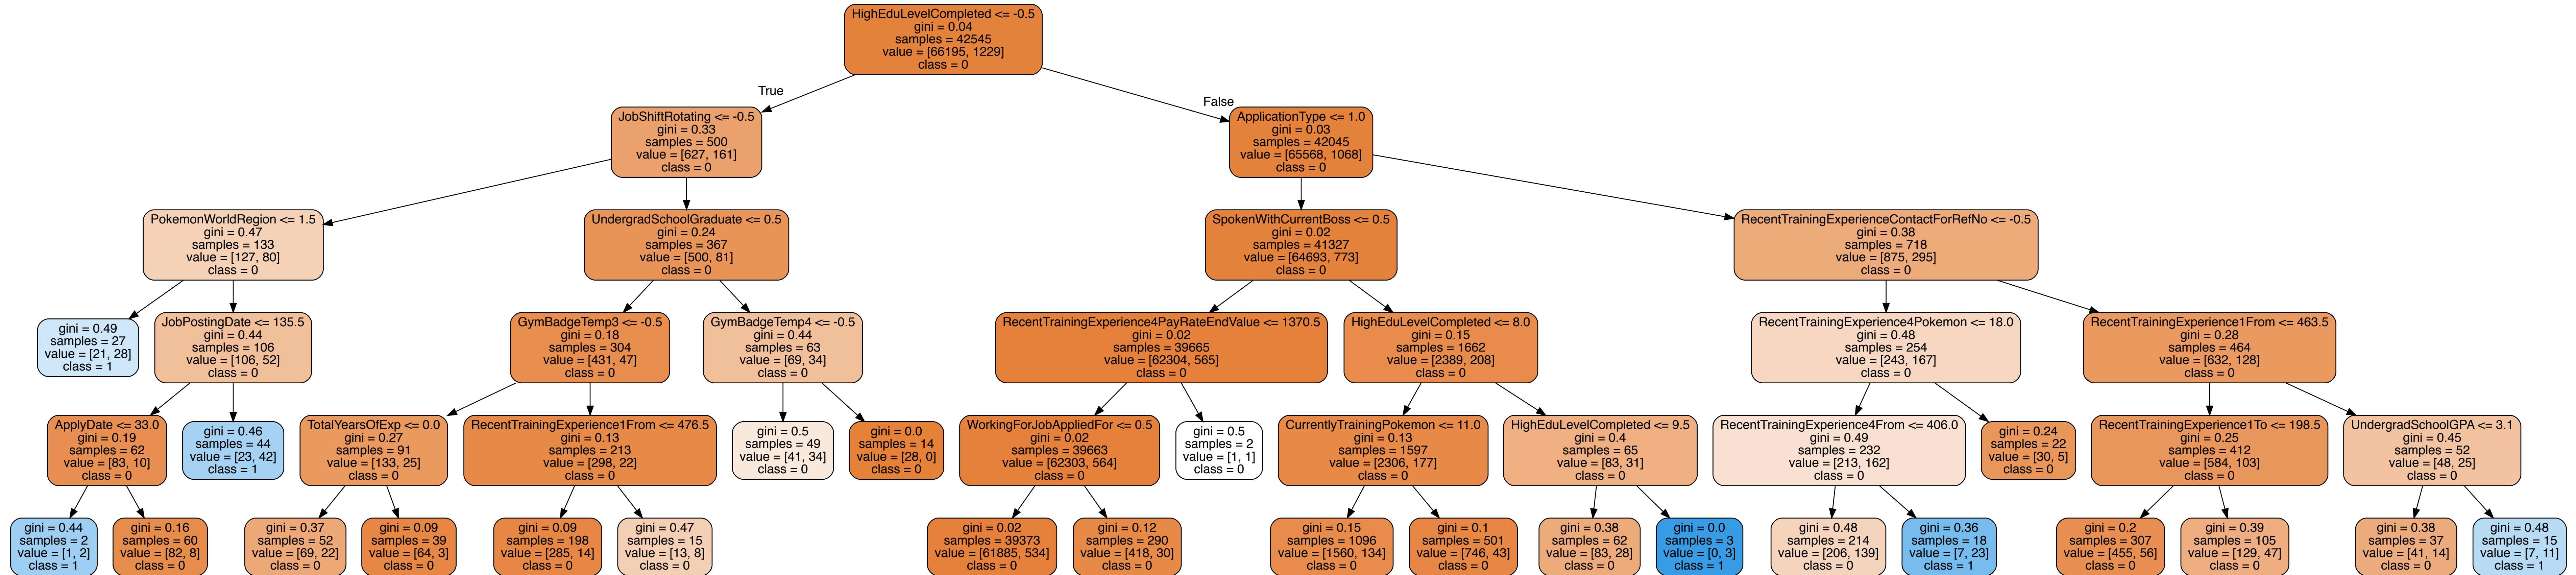 HighEduLevelCompleted <= -0.5
gini = 0.04
samples = 42545
value = [66195, 1229]
class = 0
True
False
JobShiftRotating <= -0.5
gini = 0.33
samples = 500
value = [627, 161]
class = 0
ApplicationType <= 1.0
gini = 0.03
samples = 42045
value = [65568, 1068]
class = 0
PokemonWorldRegion <= 1.5
gini = 0.47
samples = 133
value = [127, 80]
class = 0
UndergradSchoolGraduate <= 0.5
gini = 0.24
samples = 367
value = [500, 81]
class = 0
SpokenWithCurrentBoss <= 0.5
gini = 0.02
samples = 41327
value = [64693, 773]
class = 0
RecentTrainingExperienceContactForRefNo <= -0.5
gini = 0.38
samples = 718
value = [875, 295]
class = 0
gini = 0.49
samples = 27
value = [21, 28]
class = 1
JobPostingDate <= 135.5
gini = 0.44
samples = 106
value = [106, 52]
class = 0
GymBadgeTemp3 <= -0.5
gini = 0.18
samples = 304
value = [431, 47]
class = 0
GymBadgeTemp4 <= -0.5
gini = 0.44
samples = 63
value = [69, 34]
class = 0
RecentTrainingExperience4PayRateEndValue <= 1370.5
gini = 0.02
samples = 39665
value = [62304, 565]
class = 0
HighEduLevelCompleted <= 8.0
gini = 0.15
samples = 1662
value = [2389, 208]
class = 0
RecentTrainingExperience4Pokemon <= 18.0
gini = 0.48
samples = 254
value = [243, 167]
class = 0
RecentTrainingExperience1From <= 463.5
gini = 0.28
samples = 464
value = [632, 128]
class = 0
ApplyDate <= 33.0
gini = 0.19
samples = 62
value = [83, 10]
class = 0
gini = 0.46
samples = 44
value = [23, 42]
class = 1
TotalYearsOfExp <= 0.0
gini = 0.27
samples = 91
value = [133, 25]
class = 0
RecentTrainingExperience1From <= 476.5
gini = 0.13
samples = 213
value = [298, 22]
class = 0
gini = 0.5
samples = 49
value = [41, 34]
class = 0
gini = 0.0
samples = 14
value = [28, 0]
class = 0
WorkingForJobAppliedFor <= 0.5
gini = 0.02
samples = 39663
value = [62303, 564]
class = 0
gini = 0.5
samples = 2
value = [1, 1]
class = 0
CurrentlyTrainingPokemon <= 11.0
gini = 0.13
samples = 1597
value = [2306, 177]
class = 0
HighEduLevelCompleted <= 9.5
gini = 0.4
samples = 65
value = [83, 31]
class = 0
RecentTrainingExperience4From <= 406.0
gini = 0.49
samples = 232
value = [213, 162]
class = 0
gini = 0.24
samples = 22
value = [30, 5]
class = 0
RecentTrainingExperience1To <= 198.5
gini = 0.25
samples = 412
value = [584, 103]
class = 0
UndergradSchoolGPA <= 3.1
gini = 0.45
samples = 52
value = [48, 25]
class = 0
gini = 0.44
samples = 2
value = [1, 2]
class = 1
gini = 0.16
samples = 60
value = [82, 8]
class = 0
gini = 0.37
samples = 52
value = [69, 22]
class = 0
gini = 0.09
samples = 39
value = [64, 3]
class = 0
gini = 0.09
samples = 198
value = [285, 14]
class = 0
gini = 0.47
samples = 15
value = [13, 8]
class = 0
gini = 0.02
samples = 39373
value = [61885, 534]
class = 0
gini = 0.12
samples = 290
value = [418, 30]
class = 0
gini = 0.15
samples = 1096
value = [1560, 134]
class = 0
gini = 0.1
samples = 501
value = [746, 43]
class = 0
gini = 0.38
samples = 62
value = [83, 28]
class = 0
gini = 0.0
samples = 3
value = [0, 3]
class = 1
gini = 0.48
samples = 214
value = [206, 139]
class = 0
gini = 0.36
samples = 18
value = [7, 23]
class = 1
gini = 0.2
samples = 307
value = [455, 56]
class = 0
gini = 0.39
samples = 105
value = [129, 47]
class = 0
gini = 0.38
samples = 37
value = [41, 14]
class = 0
gini = 0.48
samples = 15
value = [7, 11]
class = 1